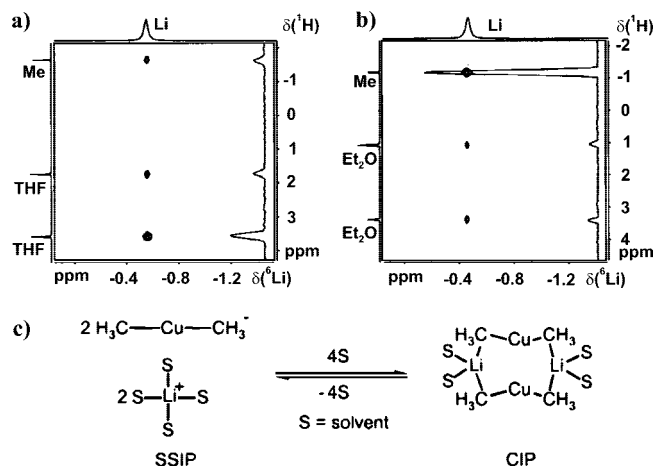 a)
Li
δ(¹H)
Me
-1
0
1
THF
2
3
THF
ppm
ppm -0.4 -0.8 -1.2 δ(⁶Li)
b)
Li
δ(¹H)
-2
Me
-1
0
Et₂O
1
2
Et₂O
3
4
ppm
ppm -0.4 -0.8 -1.2 δ(⁶Li)
c)
2 H₃C—Cu—CH₃⁻
S
2 S—Li⁺—S
S
SSIP
4S
- 4S
S = solvent
H₃C—Cu—CH₃
S Li Li S
S S
H₃C—Cu—CH₃
CIP